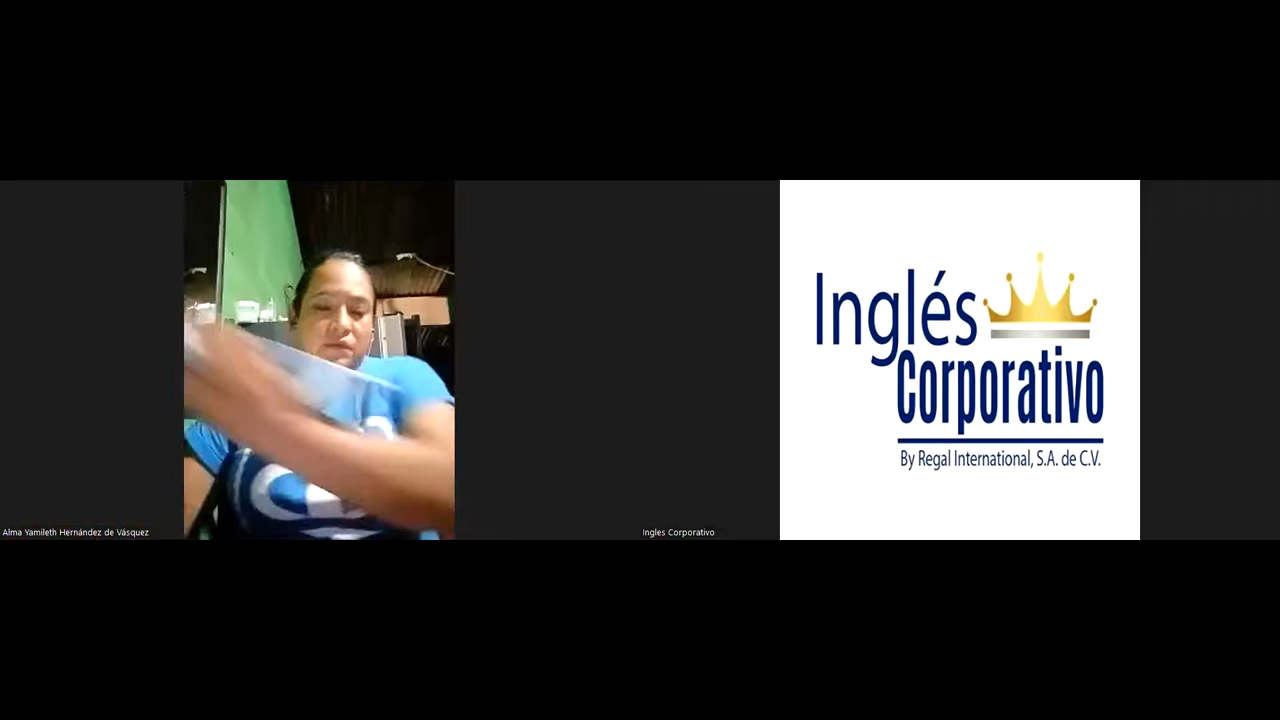 Inglés
Corporativo
By Regal International, S.A. de C.V.
Alma Yamileth Hernández de Vásquez
Ingles Corporativo